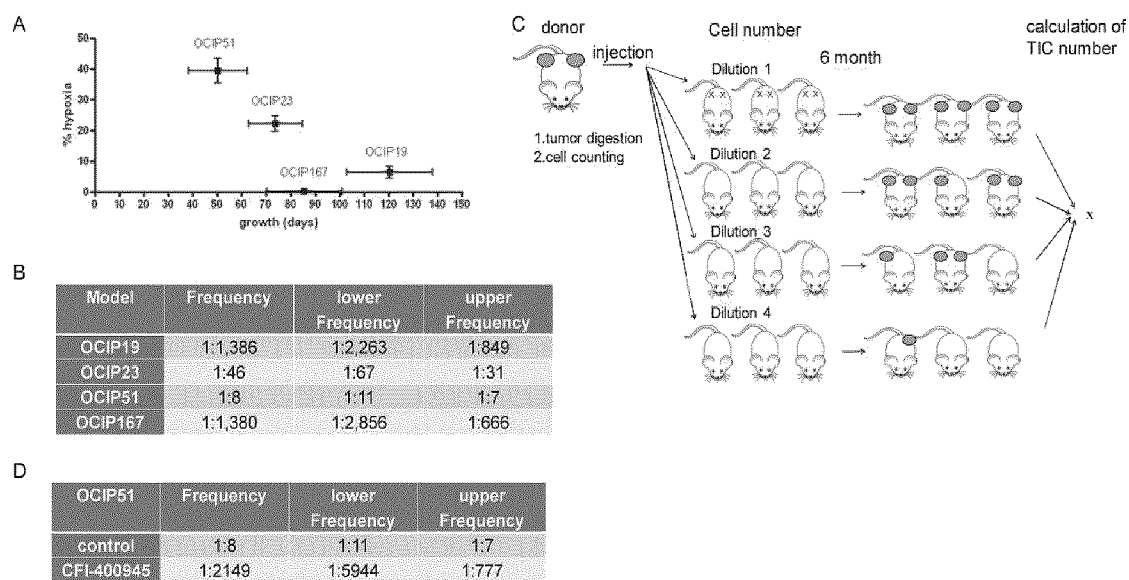 A
% hypoxia
50
40
30
20
10
0
OCIP51
OCIP23
OCIP167
OCIP19
0 10 20 30 40 50 60 70 80 90 100 110 120 130 140 150
growth (days)
B
Model Frequency lower Frequency upper Frequency
OCIP19 1:1,386 1:2,263 1:849
OCIP23 1:46 1:67 1:31
OCIP51 1:8 1:11 1:7
OCIP167 1:1,380 1:2,856 1:666
C
donor
injection
1.tumor digestion
2.cell counting
Cell number
Dilution 1
Dilution 2
Dilution 3
Dilution 4
6 month
calculation of
TIC number
x
D
OCIP51 Frequency lower Frequency upper Frequency
control 1:8 1:11 1:7
CFI-400945 1:2149 1:5944 1:777